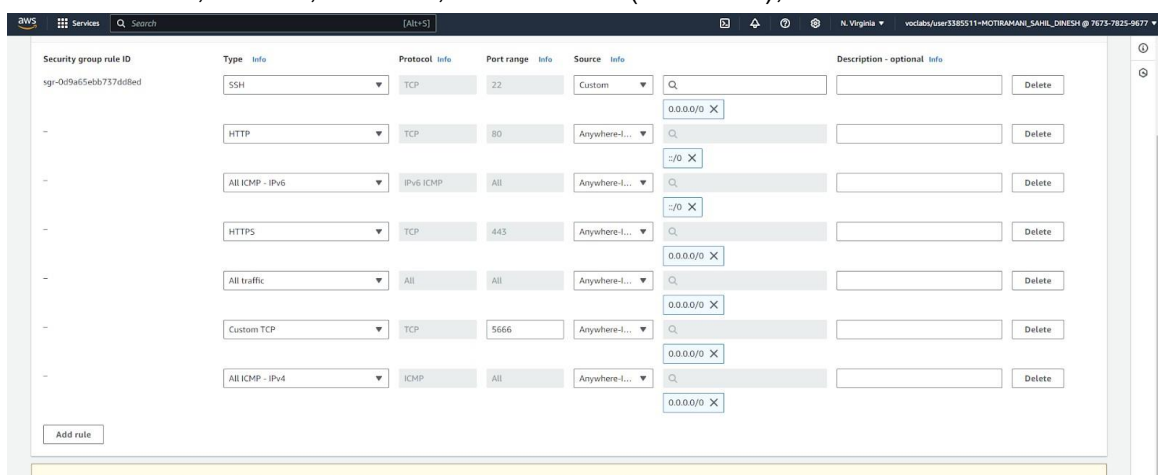 aws Services Search [Alt+S] N. Virginia voclabs/user3385511=MOTIRAMANI_SAHIL_DINESH @ 7673-7825-9677
Security group rule ID Type Info Protocol Info Port range Info Source Info Description - optional Info
sgr-0d9a65ebb737dd8ed SSH TCP 22 Custom Delete
0.0.0.0/0
– HTTP TCP 80 Anywhere-I... Delete
::/0
– All ICMP - IPv6 IPv6 ICMP All Anywhere-I... Delete
::/0
– HTTPS TCP 443 Anywhere-I... Delete
0.0.0.0/0
– All traffic All All Anywhere-I... Delete
0.0.0.0/0
– Custom TCP TCP 5666 Anywhere-I... Delete
0.0.0.0/0
– All ICMP - IPv4 ICMP All Anywhere-I... Delete
0.0.0.0/0
Add rule